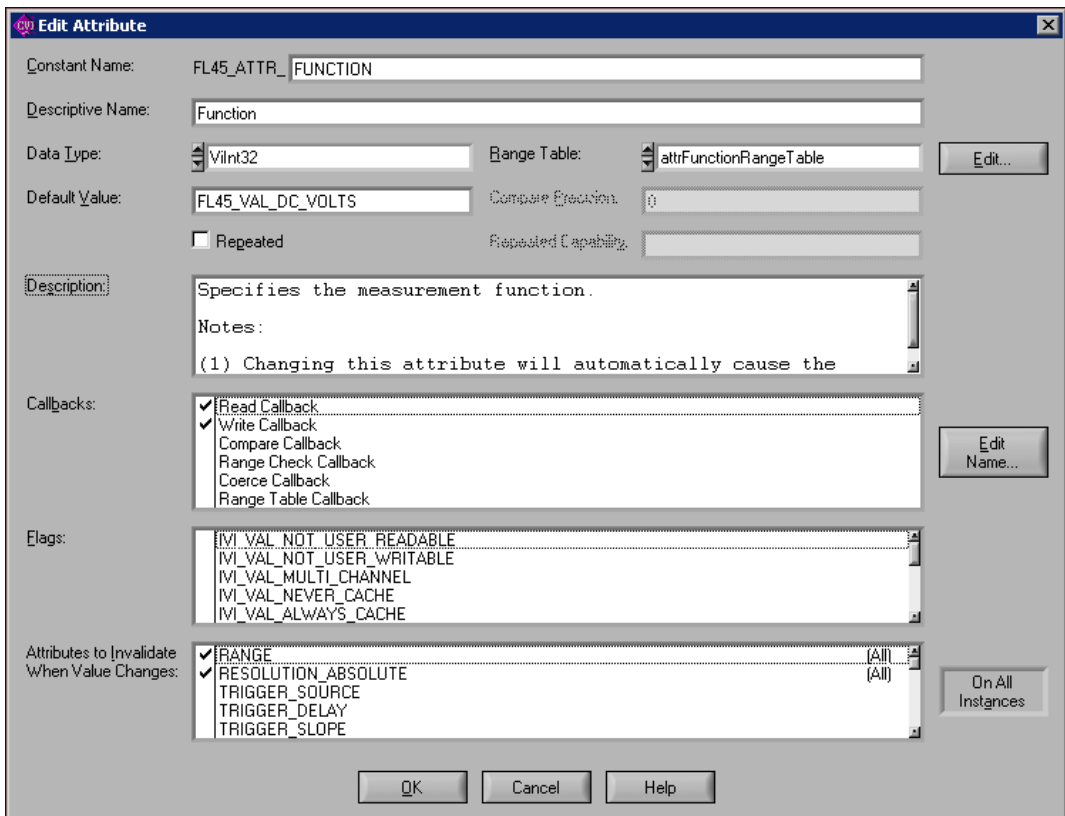 CVI Edit Attribute
Constant Name: FL45_ATTR_ FUNCTION
Descriptive Name: Function
Data Type: ViInt32 Range Table: attrFunctionRangeTable Edit...
Default Value: FL45_VAL_DC_VOLTS Compare Precision: 0
Repeated Repeated Capability:
Description: Specifies the measurement function.
Notes:
(1) Changing this attribute will automatically cause the
Callbacks: Read Callback
Write Callback
Compare Callback
Range Check Callback
Coerce Callback
Range Table Callback
Edit
Name...
Flags: IVI_VAL_NOT_USER_READABLE
IVI_VAL_NOT_USER_WRITABLE
IVI_VAL_MULTI_CHANNEL
IVI_VAL_NEVER_CACHE
IVI_VAL_ALWAYS_CACHE
Attributes to Invalidate
When Value Changes:
RANGE (All)
RESOLUTION_ABSOLUTE (All)
TRIGGER_SOURCE
TRIGGER_DELAY
TRIGGER_SLOPE
On All
Instances
OK Cancel Help